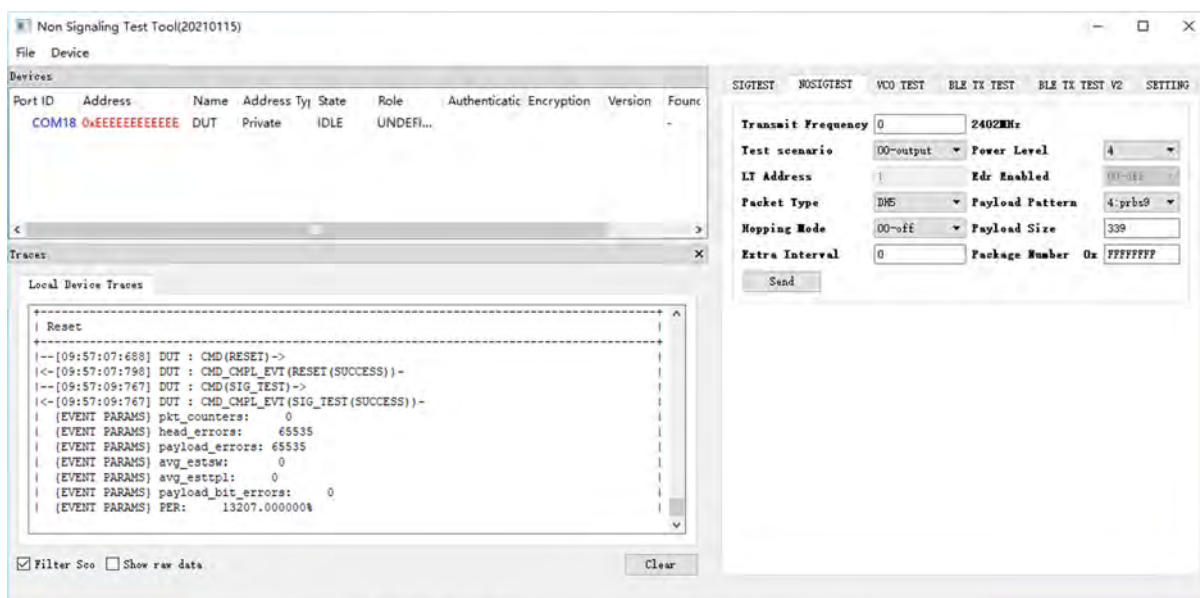 Non Signaling Test Tool(20210115)
File Device
Devices
Port ID Address Name Address Typ State Role Authenticatic Encryption Version Founc
COM18 0xEEEEEEEEEEEE DUT Private IDLE UNDEFI... -
Traces
Local Device Traces
| Reset
|--[09:57:07:688] DUT : CMD(RESET)->
|<-[09:57:07:798] DUT : CMD_CMPL_EVT(RESET(SUCCESS))-
|--[09:57:09:767] DUT : CMD(SIG_TEST)->
|<-[09:57:09:767] DUT : CMD_CMPL_EVT(SIG_TEST(SUCCESS))-
| {EVENT PARAMS} pkt_counters: 0
| {EVENT PARAMS} head_errors: 65535
| {EVENT PARAMS} payload_errors: 65535
| {EVENT PARAMS} avg_estsw: 0
| {EVENT PARAMS} avg_esttpl: 0
| {EVENT PARAMS} payload_bit_errors: 0
| {EVENT PARAMS} PER: 13207.000000%
Filter Sco Show raw data Clear
SIGTEST NOSIGTEST VCO TEST BLE TX TEST BLE TX TEST V2 SETTING
Transmit Frequency 0 2402MHz
Test scenario 00-output Power Level 4
LT Address 1 Edr Enabled 00-off
Packet Type DM5 Payload Pattern 4:prbs9
Hopping Mode 00-off Payload Size 339
Extra Interval 0 Package Number 0x FFFFFFFF
Send